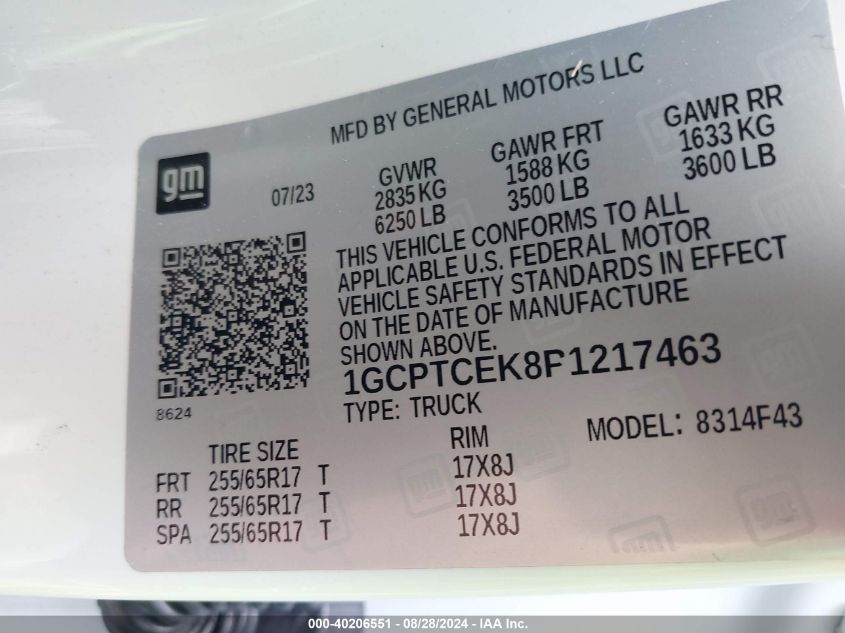 MFD BY GENERAL MOTORS LLC
gm
07/23
GVWR GAWR FRT GAWR RR
2835 KG 1588 KG 1633 KG
6250 LB 3500 LB 3600 LB
THIS VEHICLE CONFORMS TO ALL
APPLICABLE U.S. FEDERAL MOTOR
VEHICLE SAFETY STANDARDS IN EFFECT
ON THE DATE OF MANUFACTURE
SHOWN ABOVE.
1GCPTCEK8F1217463
8624
TYPE: TRUCK
MODEL: 8314F43
TIRE SIZE RIM
FRT 255/65R17 T 17X8J
RR 255/65R17 T 17X8J
SPA 255/65R17 T 17X8J
000-40206551 - 08/28/2024 - IAA Inc.